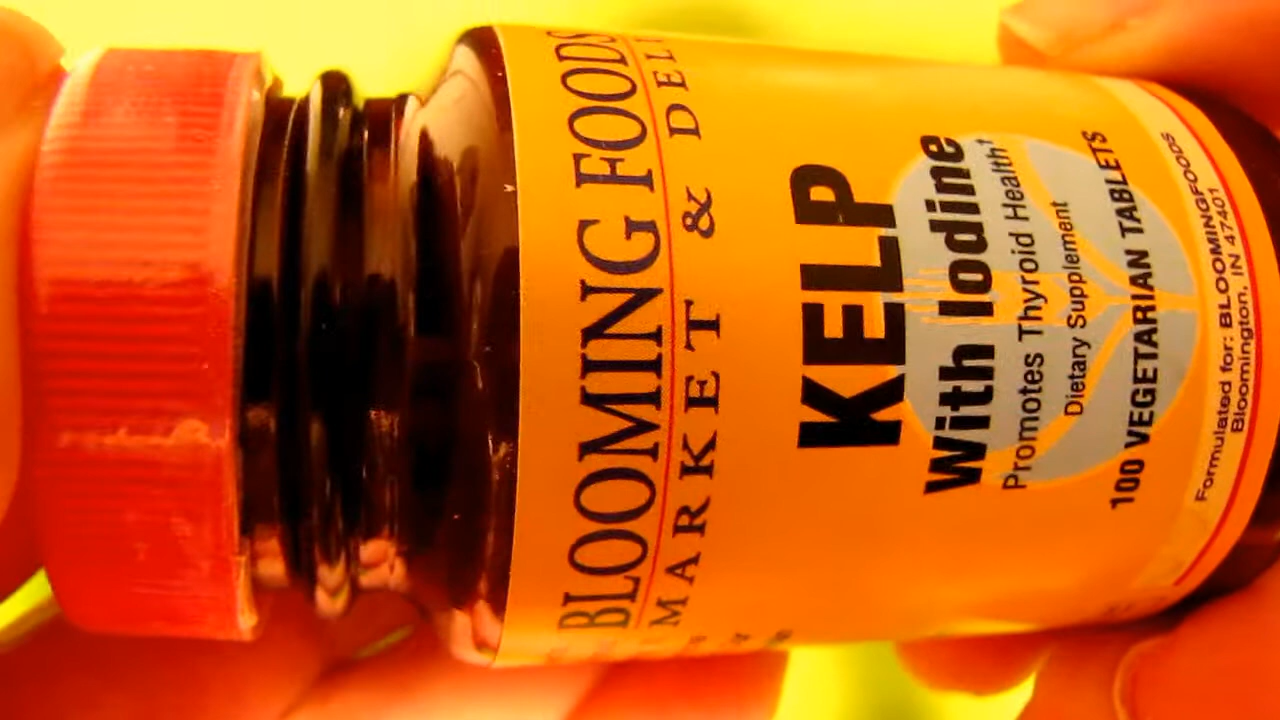 BLOOMING FOODS
MARKET & DELI
KELP
With Iodine
Promotes Thyroid Health†
Dietary Supplement
100 VEGETARIAN TABLETS
Formulated for: BLOOMINGFOODS
Bloomington, IN 47401